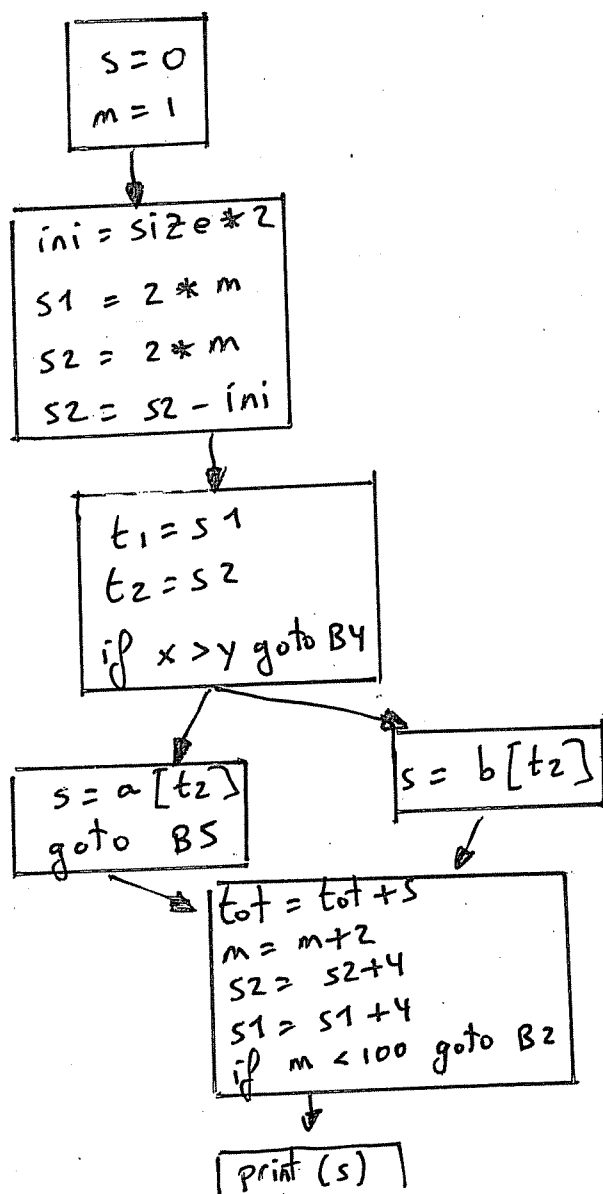 s = 0
m = 1
ini = size * 2
s1 = 2 * m
s2 = 2 * m
s2 = s2 - ini
t1 = s1
t2 = s2
if x > y goto B4
s = a [t2]
goto B5
s = b [t2]
tot = tot + s
m = m + 2
s2 = s2 + 4
s1 = s1 + 4
if m < 100 goto B2
print (s)